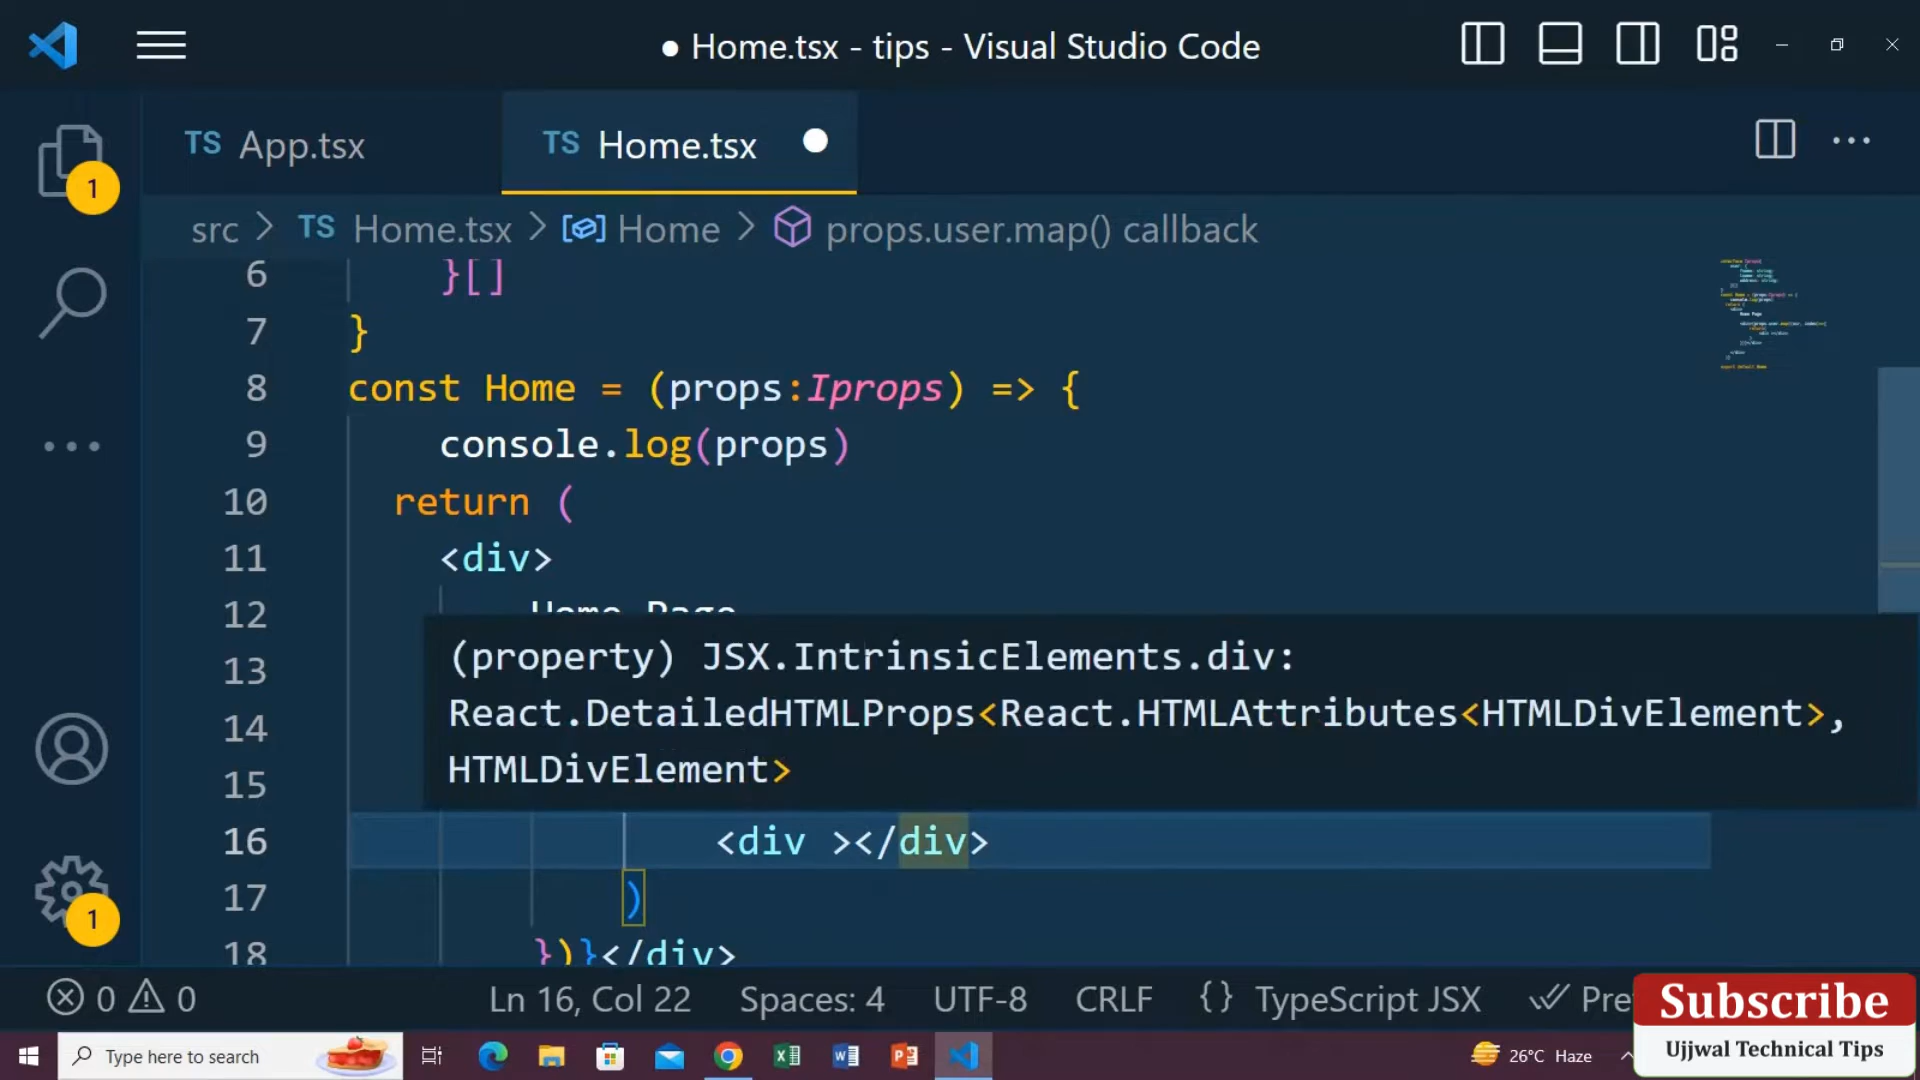 ● Home.tsx - tips - Visual Studio Code
TS App.tsx
TS Home.tsx
1
src > TS Home.tsx > Home > props.user.map() callback
6 }[]
7 }
8 const Home = (props:Iprops) => {
9 console.log(props)
10 return (
11 <div>
12 Home Page
13
14
15
(property) JSX.IntrinsicElements.div:
React.DetailedHTMLProps<React.HTMLAttributes<HTMLDivElement>,
HTMLDivElement>
16 <div ></div>
17 )
18 })}</div>
1
0 0 Ln 16, Col 22 Spaces: 4 UTF-8 CRLF {} TypeScript JSX Pre
Subscribe
Ujjwal Technical Tips
Type here to search
26°C Haze